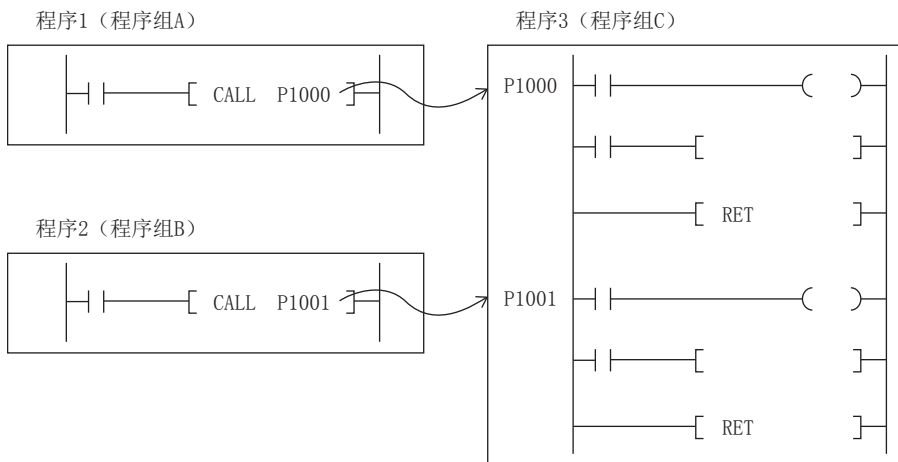 程序1（程序组A）
CALL P1000
程序2（程序组B）
CALL P1001
程序3（程序组C）
P1000
RET
P1001
RET